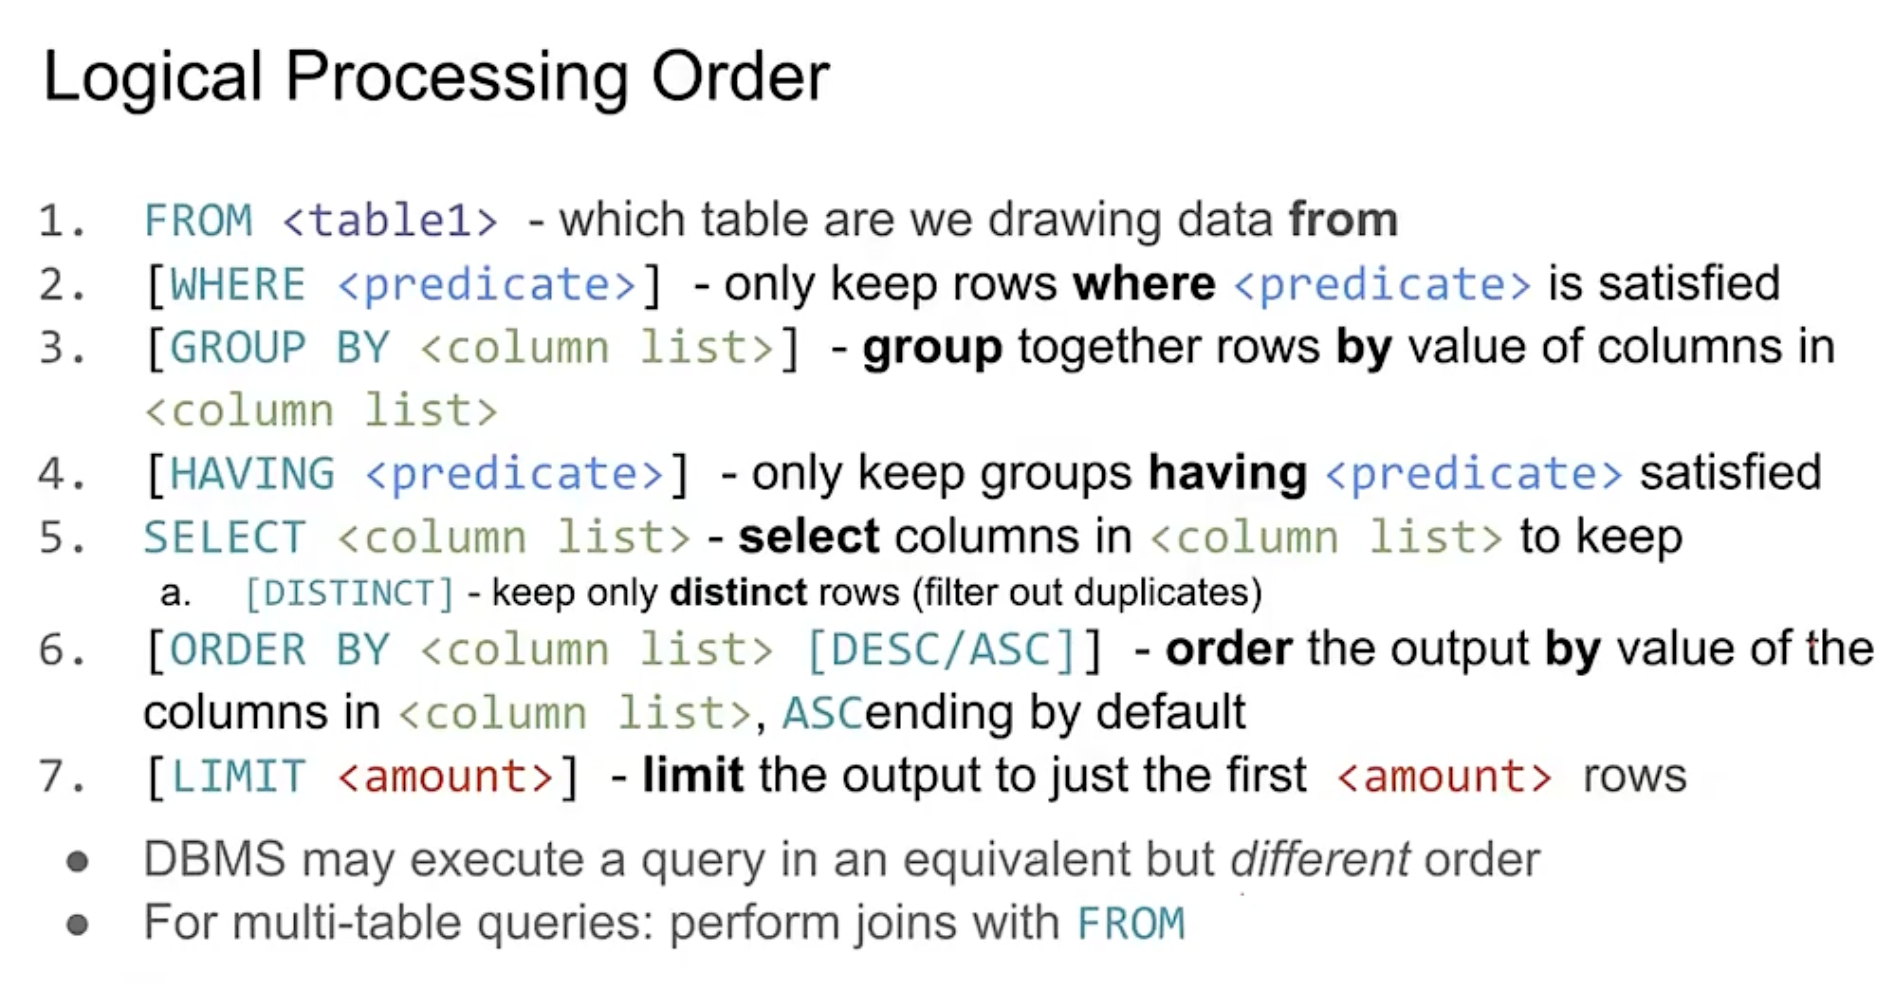 Logical Processing Order
1. FROM <table1> - which table are we drawing data from
2. [WHERE <predicate>] - only keep rows where <predicate> is satisfied
3. [GROUP BY <column list>] - group together rows by value of columns in
<column list>
4. [HAVING <predicate>] - only keep groups having <predicate> satisfied
5. SELECT <column list> - select columns in <column list> to keep
a. [DISTINCT] - keep only distinct rows (filter out duplicates)
6. [ORDER BY <column list> [DESC/ASC]] - order the output by value of the
columns in <column list>, ASCending by default
7. [LIMIT <amount>] - limit the output to just the first <amount> rows
● DBMS may execute a query in an equivalent but different order
● For multi-table queries: perform joins with FROM